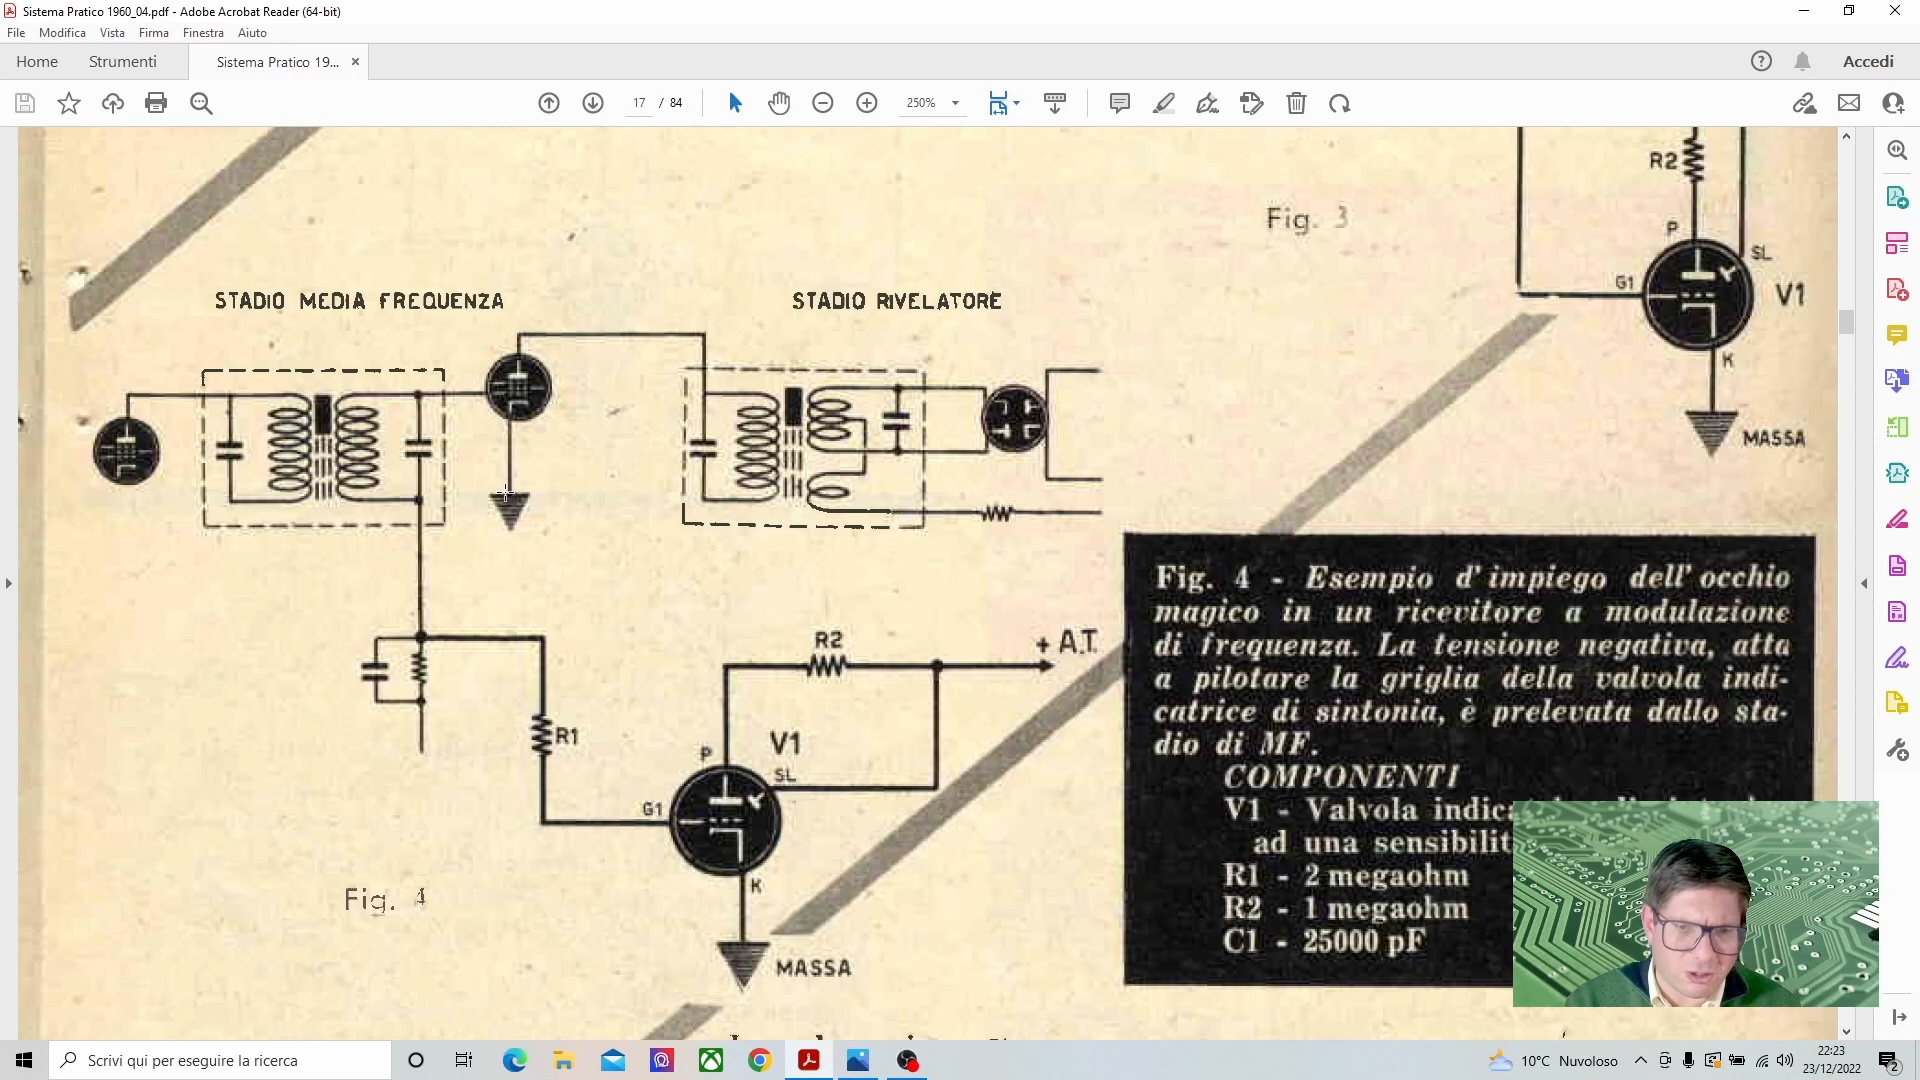 Sistema Pratico 1960_04.pdf - Adobe Acrobat Reader (64-bit)
File Modifica Vista Firma Finestra Aiuto
Home Strumenti Sistema Pratico 19... × Accedi
17 / 84 250%
R2
Fig. 3
P
SL
G1
V1
K
MASSA
STADIO MEDIA FREQUENZA
STADIO RIVELATORE
R2
+ A.T.
R1
P
V1
SL
G1
K
MASSA
Fig. 4
Fig. 4 - Esempio d'impiego dell'occhio
magico in un ricevitore a modulazione
di frequenza. La tensione negativa, atta
a pilotare la griglia della valvola indi-
catrice di sintonia, è prelevata dallo sta-
dio di MF.
COMPONENTI
V1 - Valvola
ad una
R1 - 2 megaohm
R2 - 1 megaohm
C1 - 25000 pF
Scrivi qui per eseguire la ricerca
10°C Nuvoloso
22:23
23/12/2022
2